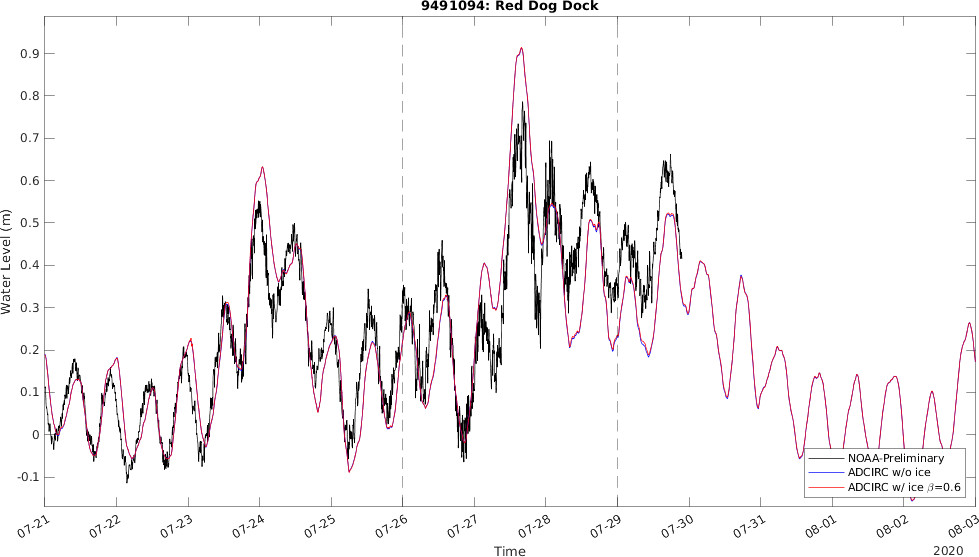 9491094: Red Dog Dock
Water Level (m)
0.9
0.8
0.7
0.6
0.5
0.4
0.3
0.2
0.1
0
-0.1
NOAA-Preliminary
ADCIRC w/o ice
ADCIRC w/ ice β=0.6
07-21 07-22 07-23 07-24 07-25 07-26 07-27 07-28 07-29 07-30 07-31 08-01 08-02 08-03
Time
2020